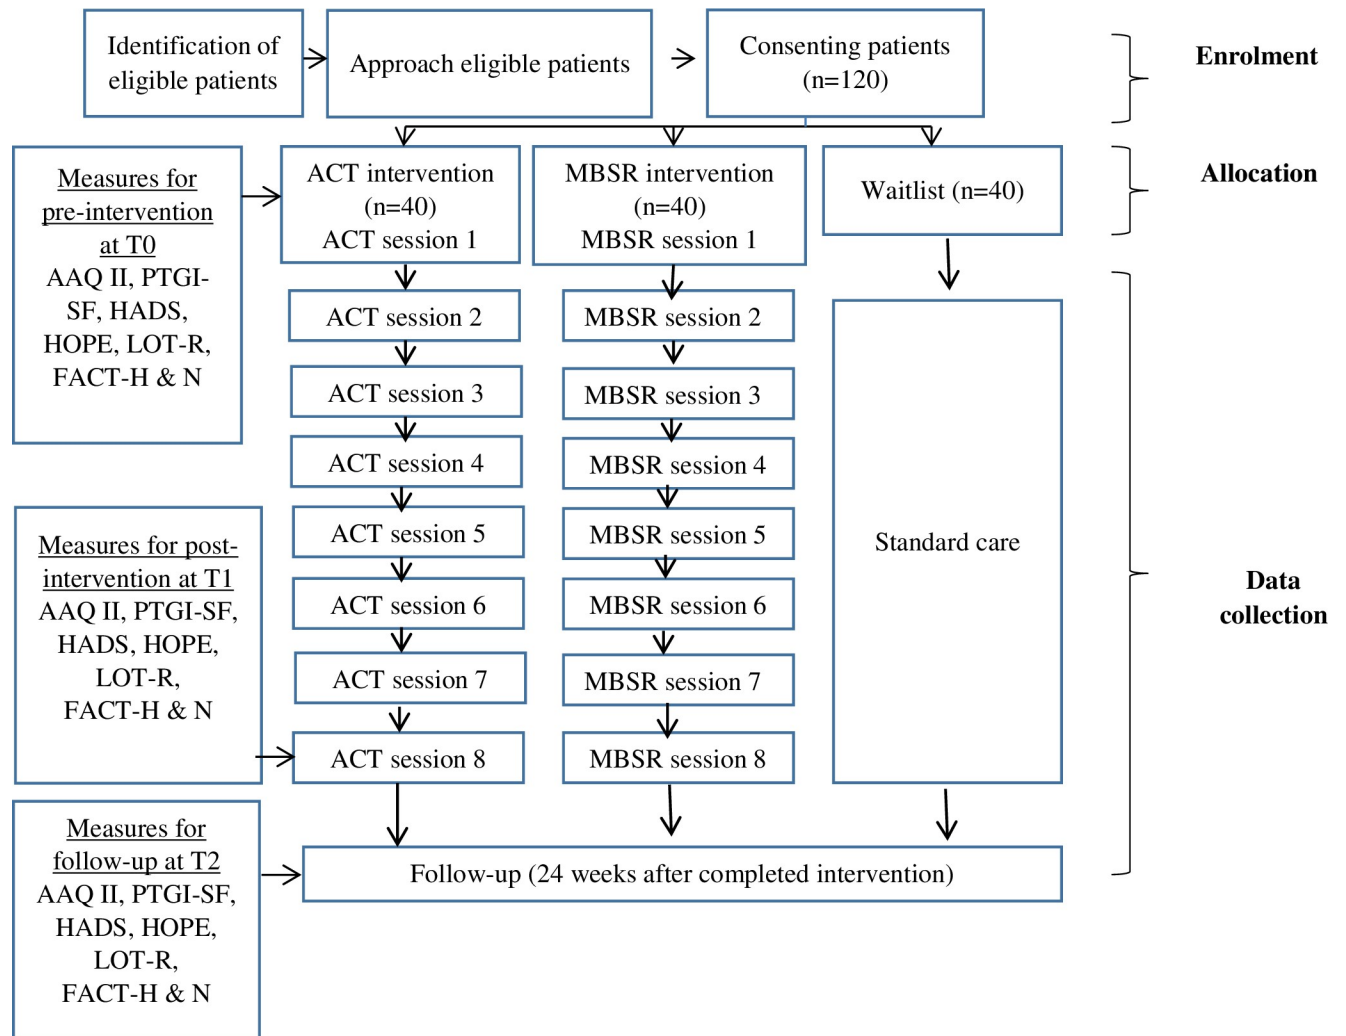 Identification of
eligible patients
Approach eligible patients
Consenting patients
(n=120)
Enrolment
Measures for
pre-intervention
at T0
AAQ II, PTGI-
SF, HADS,
HOPE, LOT-R,
FACT-H & N
ACT intervention
(n=40)
ACT session 1
MBSR intervention
(n=40)
MBSR session 1
Waitlist (n=40)
Allocation
ACT session 2
MBSR session 2
ACT session 3
MBSR session 3
ACT session 4
MBSR session 4
Measures for post-
intervention at T1
AAQ II, PTGI-SF,
HADS, HOPE,
LOT-R,
FACT-H & N
ACT session 5
MBSR session 5
Standard care
ACT session 6
MBSR session 6
Data
collection
ACT session 7
MBSR session 7
ACT session 8
MBSR session 8
Measures for
follow-up at T2
AAQ II, PTGI-SF,
HADS, HOPE,
LOT-R,
FACT-H & N
Follow-up (24 weeks after completed intervention)